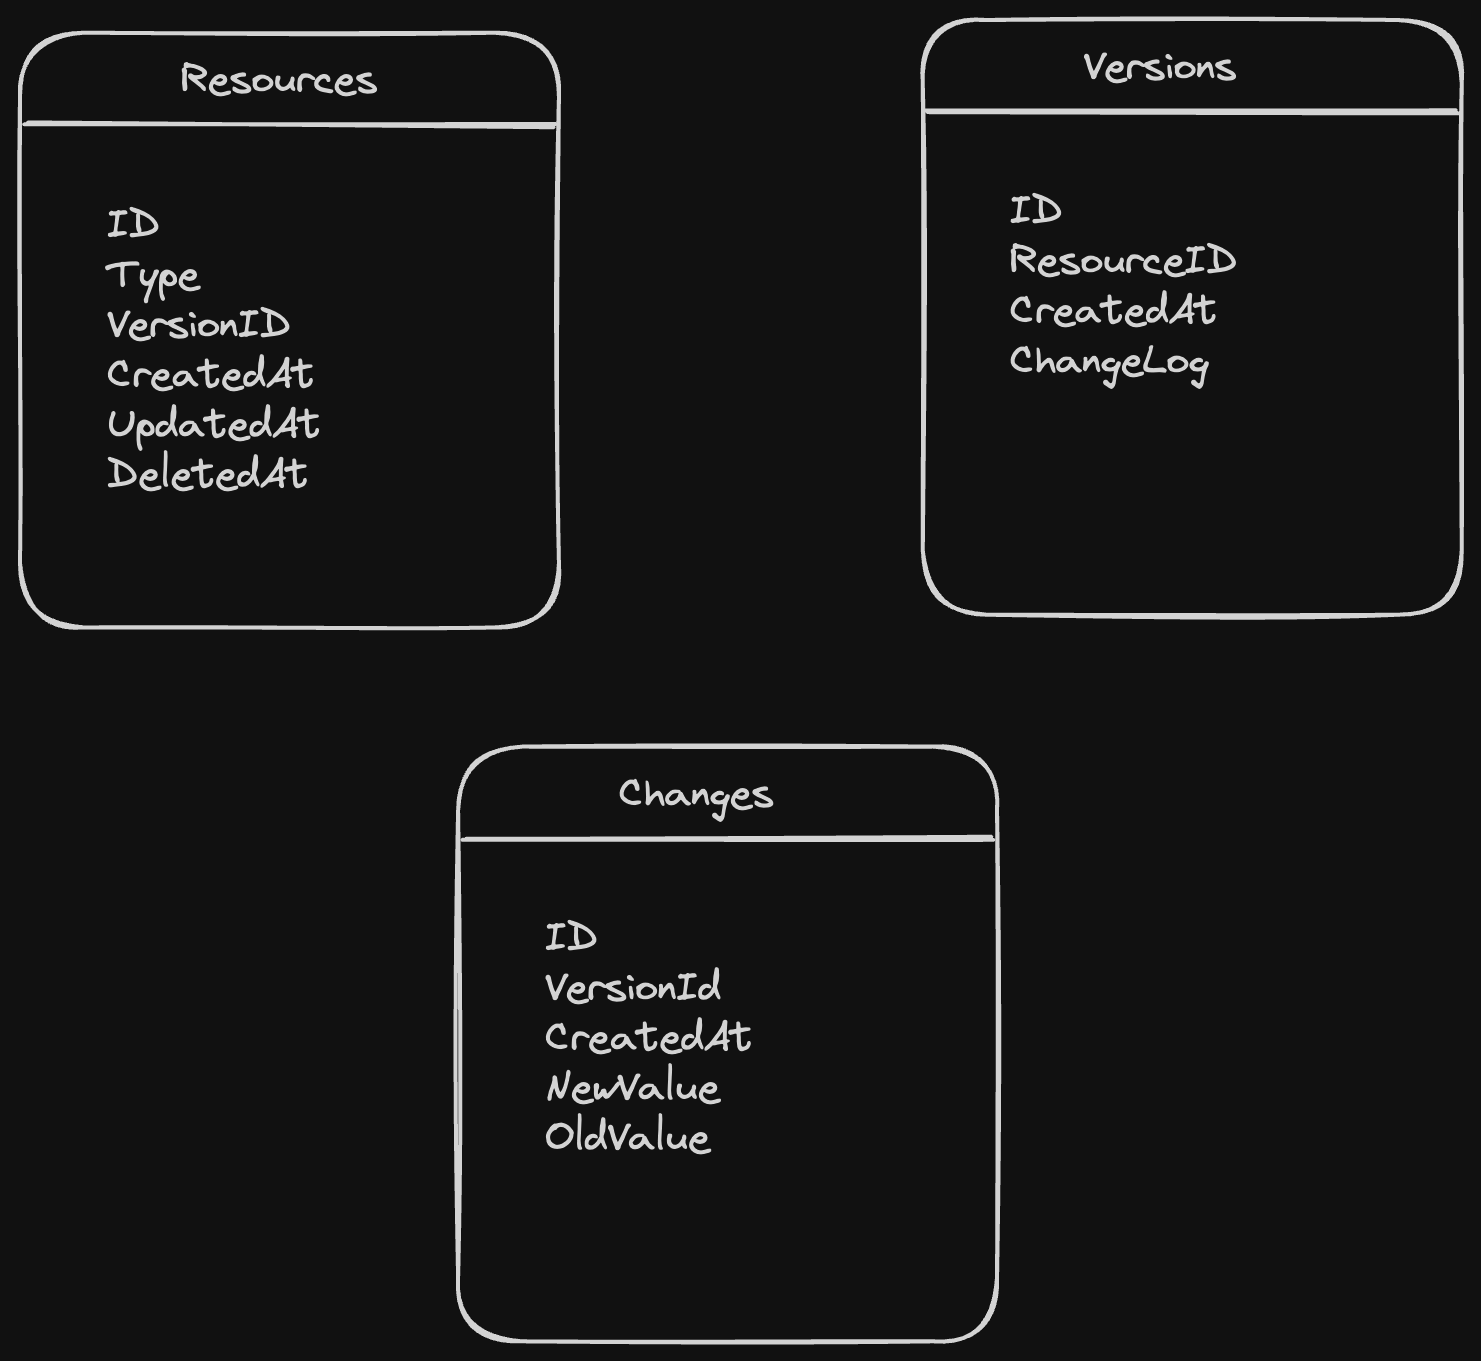 Resources
ID
Type
VersionID
CreatedAt
UpdatedAt
DeletedAt
Versions
ID
ResourceID
CreatedAt
ChangeLog
Changes
ID
VersionId
CreatedAt
NewValue
OldValue